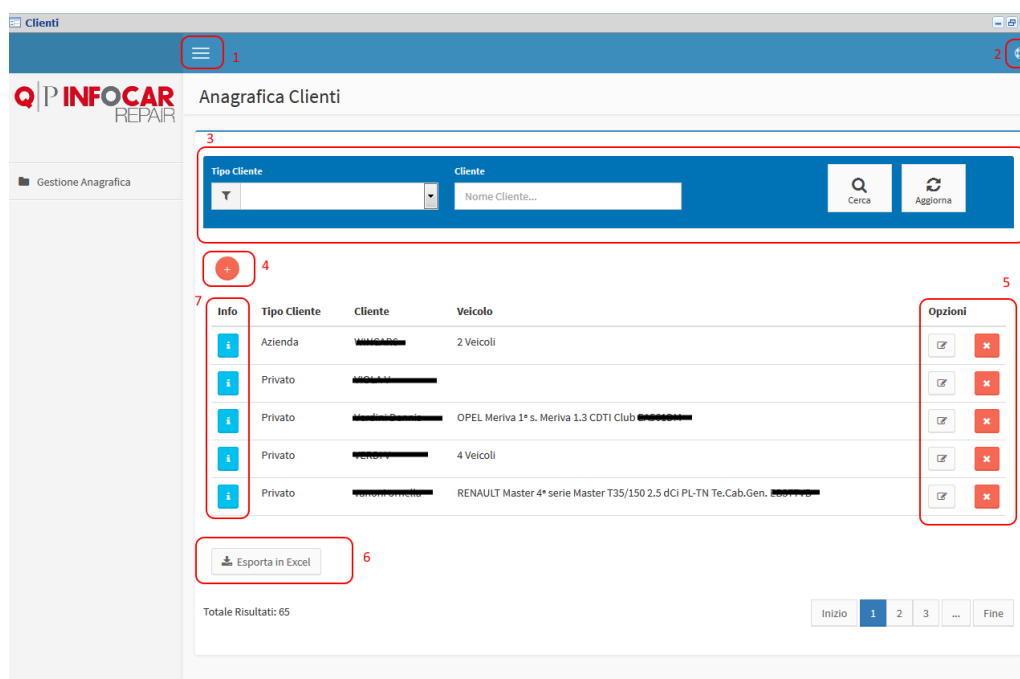 Clienti
1
2
Q|P INFOCAR
REPAIR
Anagrafica Clienti
Gestione Anagrafica
3
Tipo Cliente Cliente
Nome Cliente... Cerca Aggiorna
+ 4
5
7
Info Tipo Cliente Cliente Veicolo Opzioni
i Azienda 2 Veicoli
i Privato
i Privato OPEL Meriva 1ª s. Meriva 1.3 CDTI Club
i Privato 4 Veicoli
i Privato RENAULT Master 4ª serie Master T35/150 2.5 dCi PL-TN Te.Cab.Gen.
Esporta in Excel 6
Totale Risultati: 65
Inizio 1 2 3 ... Fine